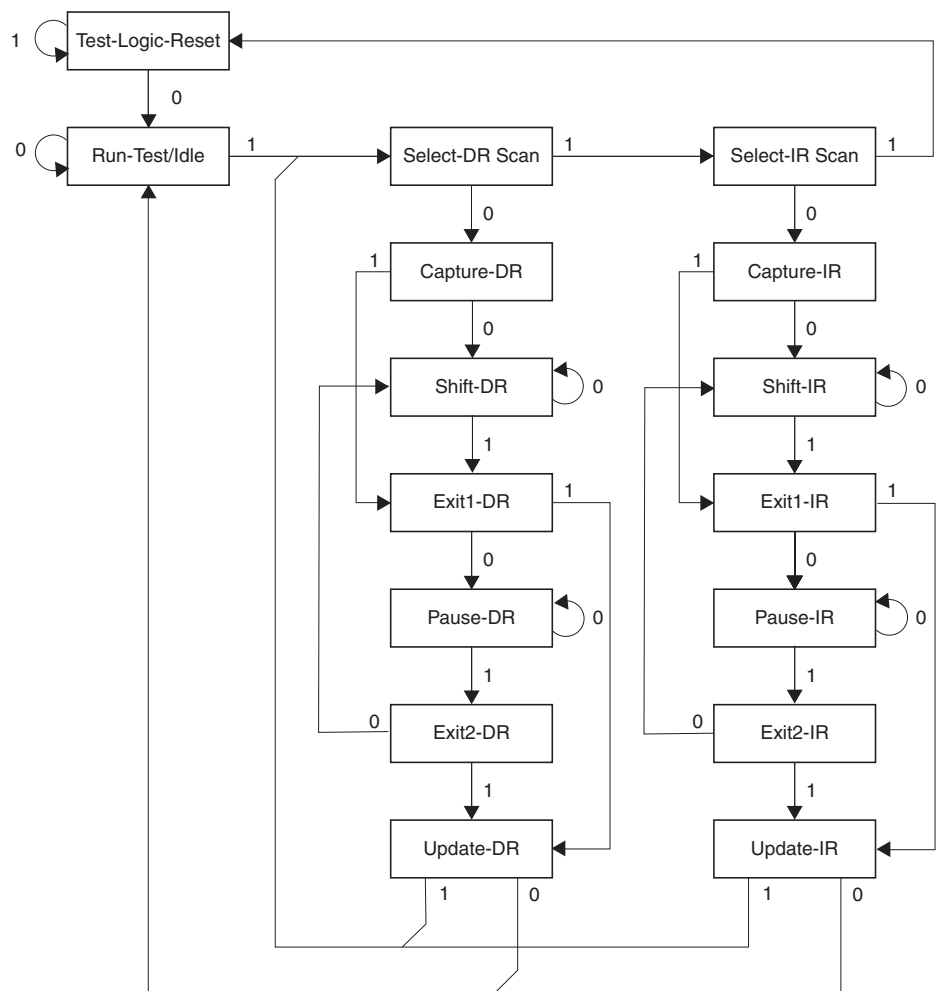 1
Test-Logic-Reset
0
0
Run-Test/Idle
1
Select-DR Scan
1
Select-IR Scan
1
0
0
1
Capture-DR
1
Capture-IR
0
0
Shift-DR
0
Shift-IR
0
1
1
Exit1-DR
1
Exit1-IR
1
0
0
Pause-DR
0
Pause-IR
0
1
1
0
Exit2-DR
0
Exit2-IR
1
1
Update-DR
Update-IR
1
0
1
0